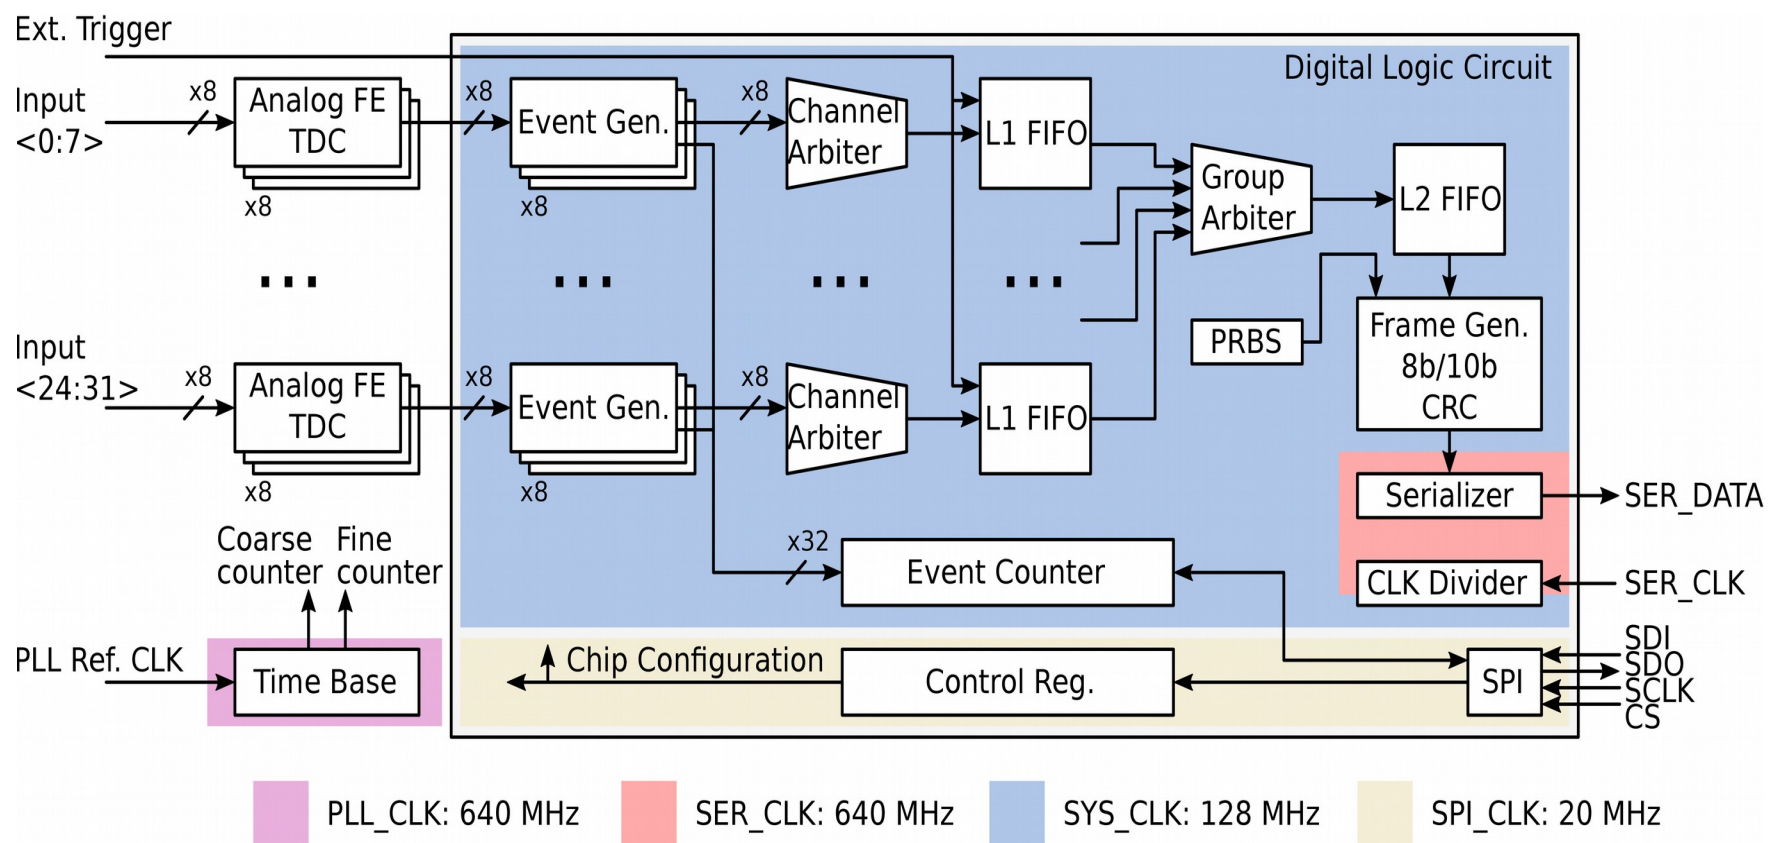 Ext. Trigger
Digital Logic Circuit
Input
<0:7>
x8
Analog FE
TDC
x8
x8
Event Gen.
x8
x8
Channel
Arbiter
L1 FIFO
Group
Arbiter
L2 FIFO
...
...
...
...
PRBS
Frame Gen.
8b/10b
CRC
Input
<24:31>
x8
Analog FE
TDC
x8
x8
Event Gen.
x8
x8
Channel
Arbiter
L1 FIFO
Serializer
SER_DATA
Coarse
counter
Fine
counter
x32
Event Counter
CLK Divider
SER_CLK
PLL Ref. CLK
Time Base
Chip Configuration
Control Reg.
SPI
SDI
SDO
SCLK
CS
PLL_CLK: 640 MHz
SER_CLK: 640 MHz
SYS_CLK: 128 MHz
SPI_CLK: 20 MHz